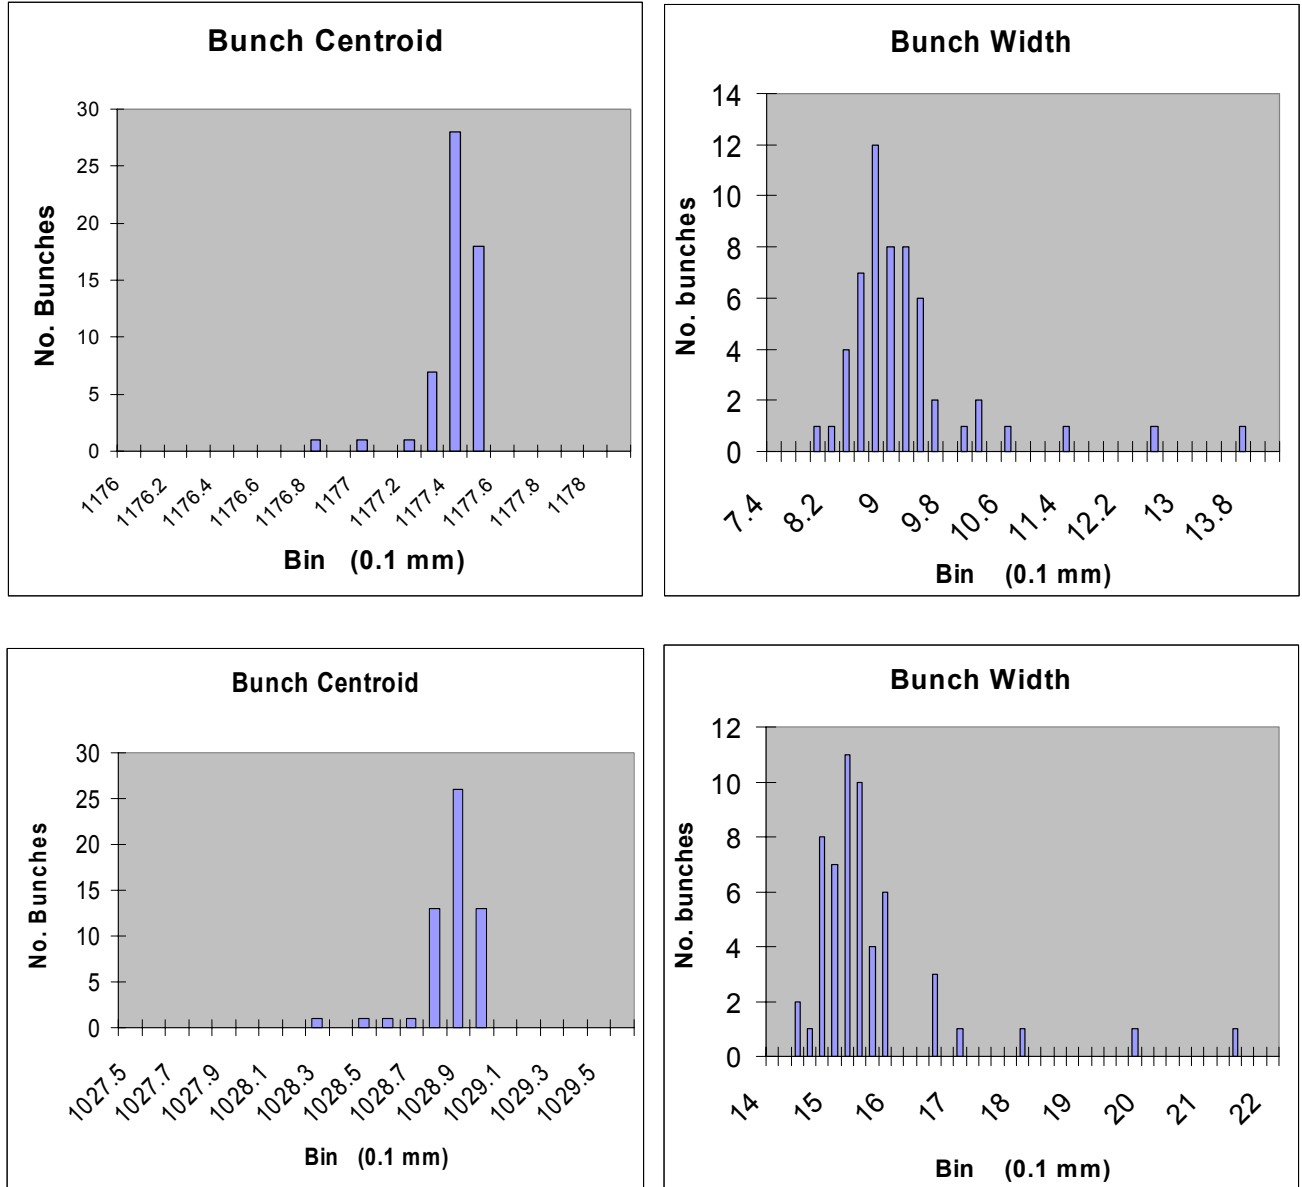 Bunch Centroid
No. Bunches
30
25
20
15
10
5
0
1176 1176.2 1176.4 1176.6 1176.8 1177 1177.2 1177.4 1177.6 1177.8 1178
Bin (0.1 mm)
Bunch Width
No. bunches
14
12
10
8
6
4
2
0
7.4 8.2 9 9.8 10.6 11.4 12.2 13 13.8
Bin (0.1 mm)
Bunch Centroid
No. Bunches
30
25
20
15
10
5
0
1027.5 1027.7 1027.9 1028.1 1028.3 1028.5 1028.7 1028.9 1029.1 1029.3 1029.5
Bin (0.1 mm)
Bunch Width
No. bunches
12
10
8
6
4
2
0
14 15 16 17 18 19 20 21 22
Bin (0.1 mm)